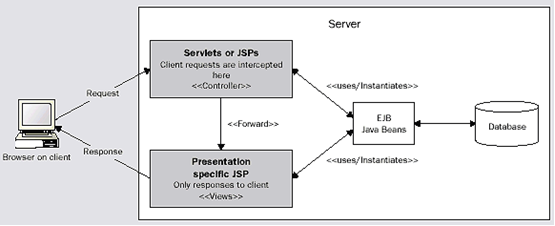 Server
Servlets or JSPs
Client requests are intercepted
here
<<Controller>>
Request
<<uses/Instantiates>>
EJB
Java Beans
Database
<<Forward>>
Browser on client
Response
<<uses/Instantiates>>
Presentation
specific JSP
Only responses to client
<<Views>>